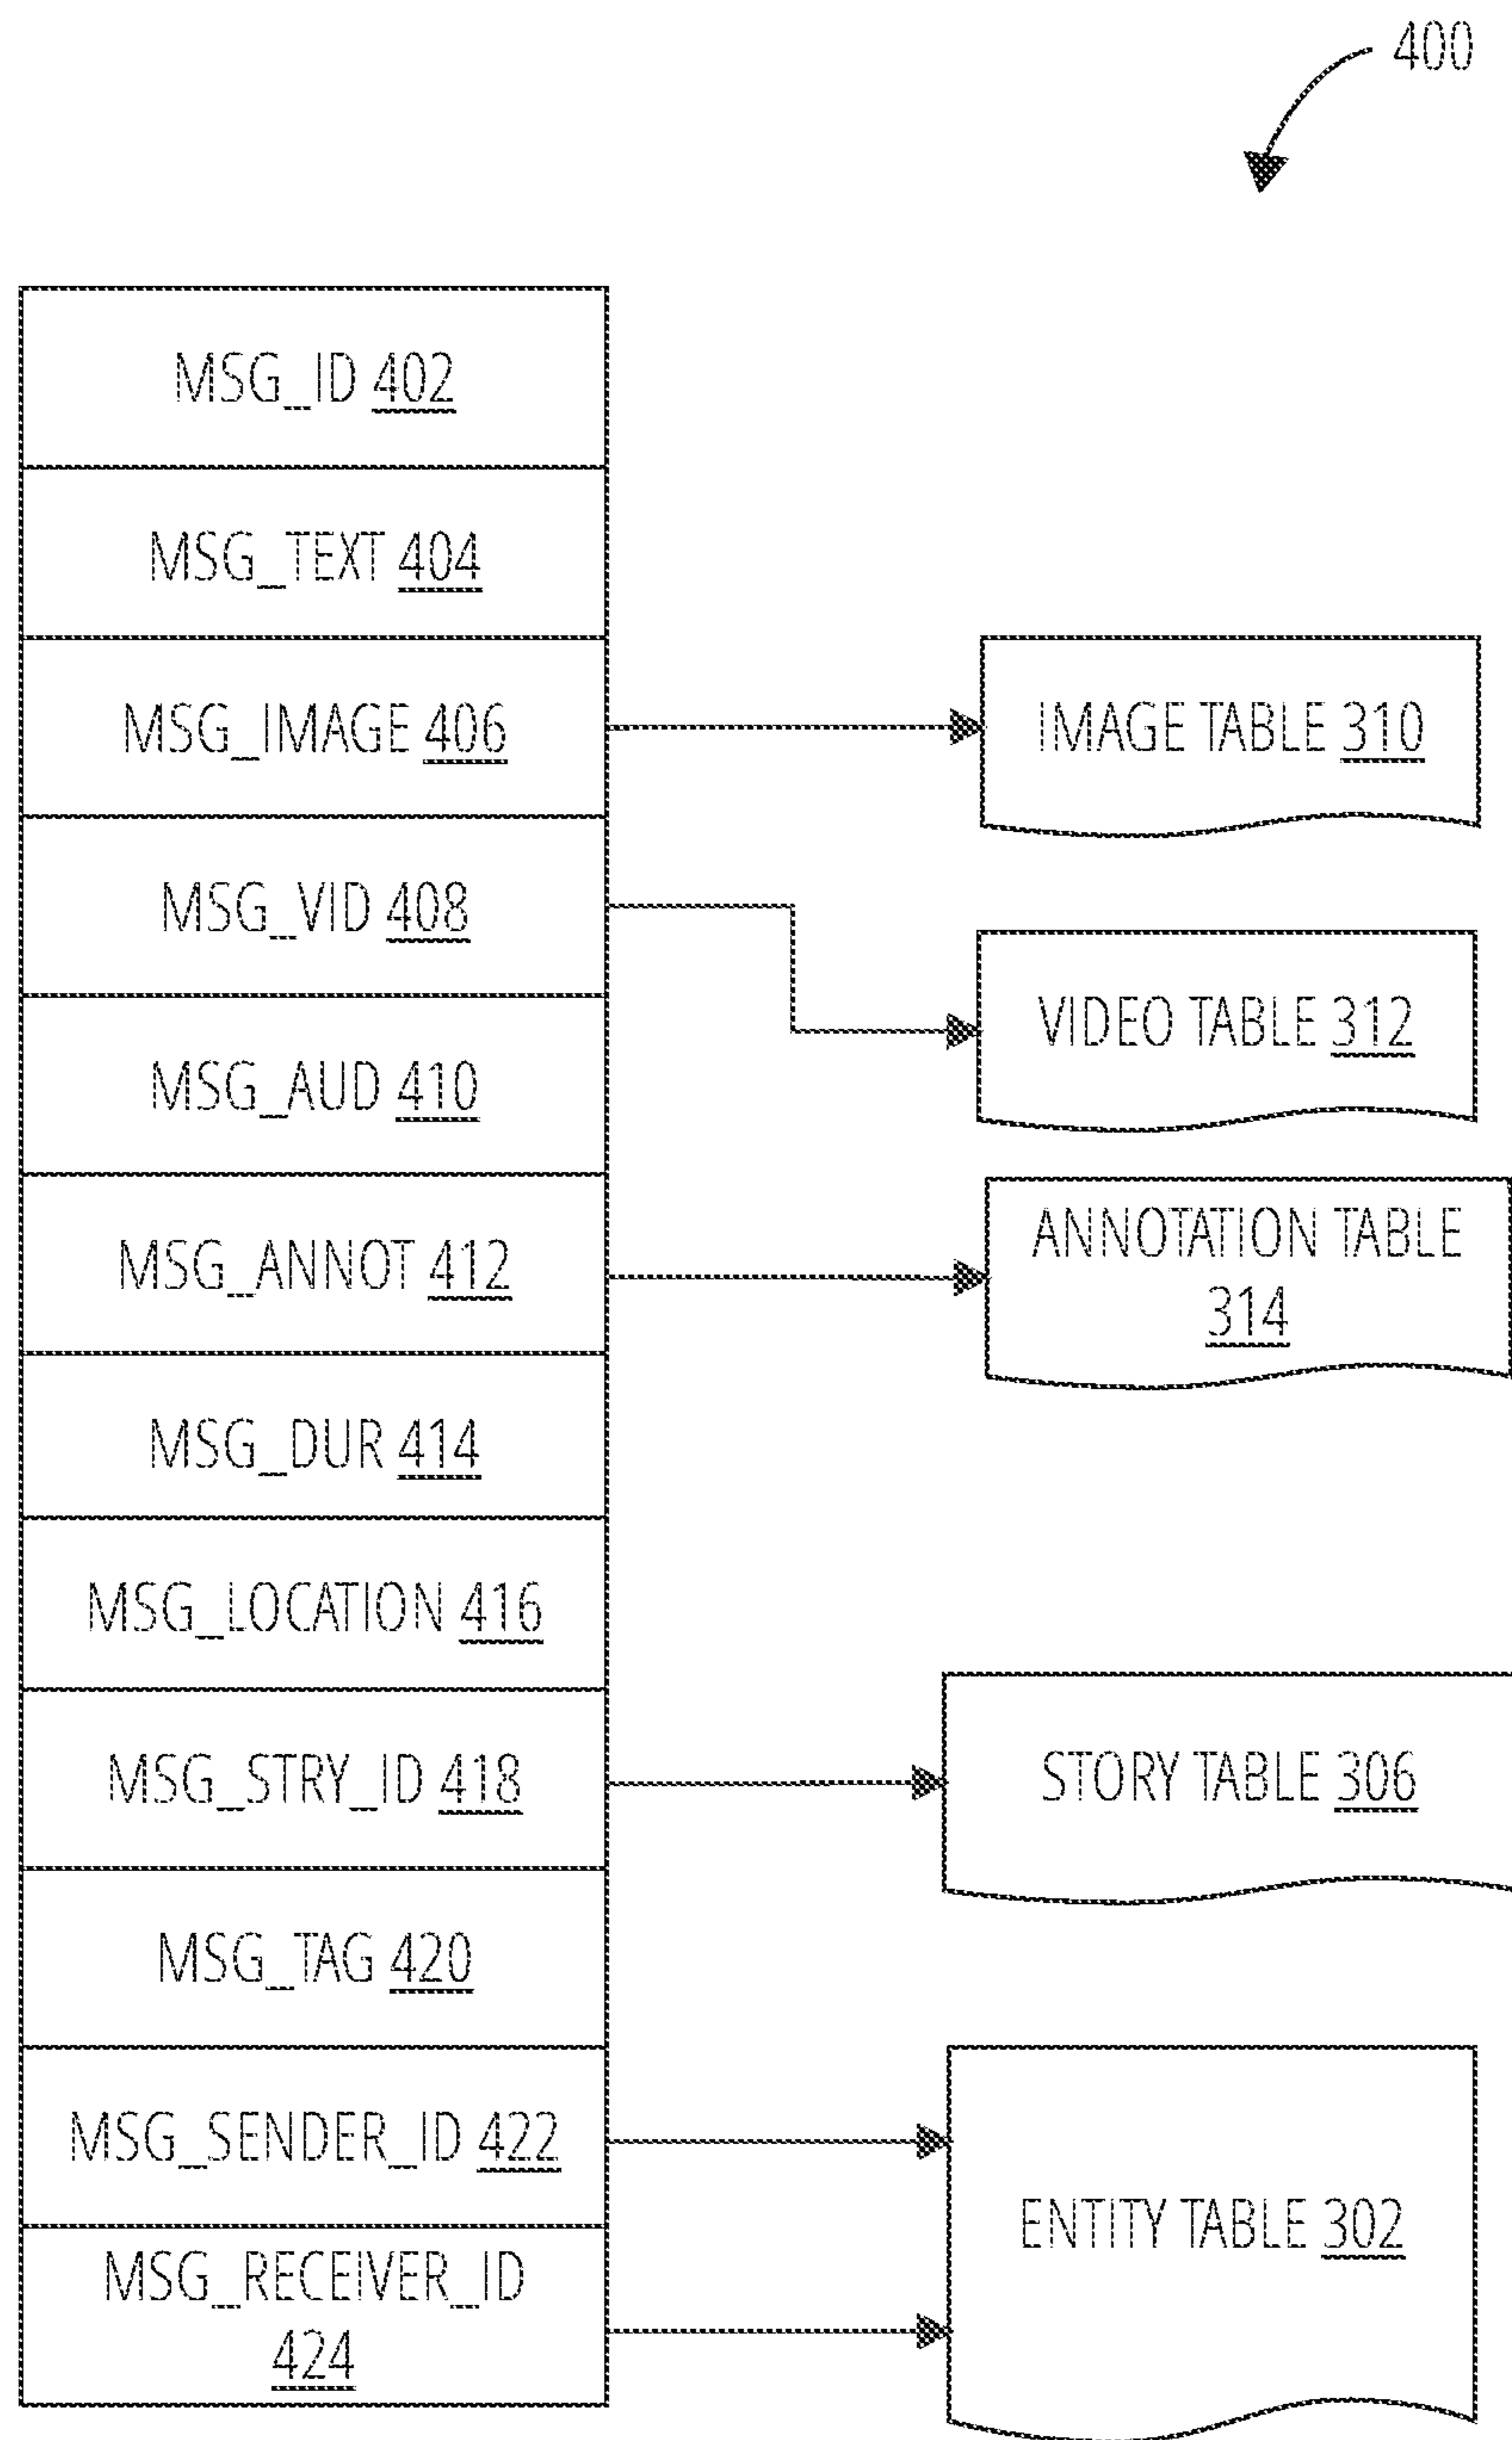 400
MSG_ID 402
MSG_TEXT 404
MSG_IMAGE 406
IMAGE TABLE 310
MSG_VID 408
VIDEO TABLE 312
MSG_AUD 410
MSG_ANNOT 412
ANNOTATION TABLE
314
MSG_DUR 414
MSG_LOCATION 416
MSG_STRY_ID 418
STORY TABLE 306
MSG_TAG 420
MSG_SENDER_ID 422
ENTITY TABLE 302
MSG_RECEIVER_ID
424